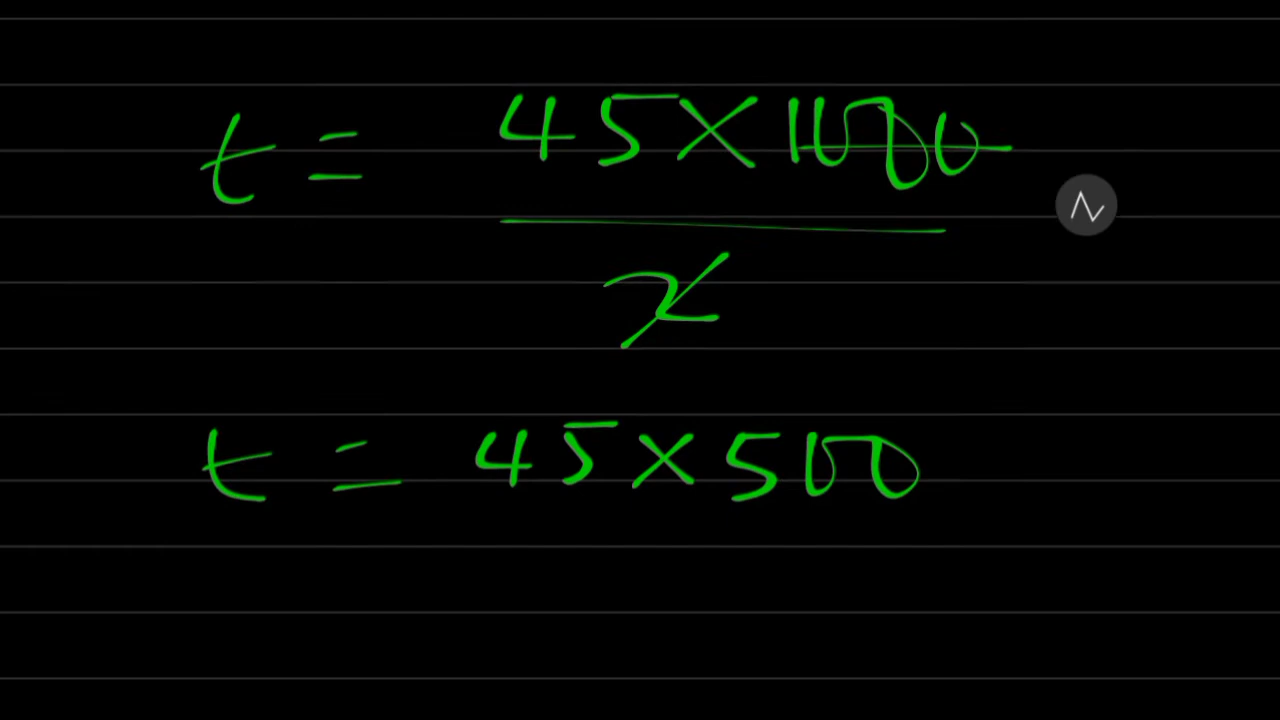 t = 45×1000
2
t = 45×500